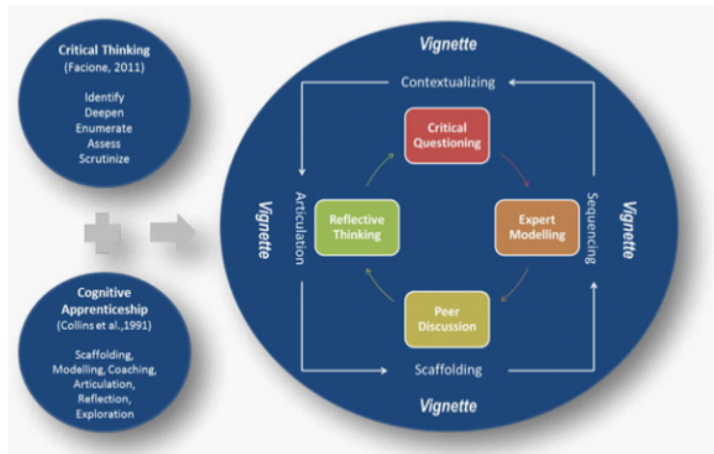 Critical Thinking
(Facione, 2011)
Identify
Deepen
Enumerate
Assess
Scrutinize
Cognitive
Apprenticeship
(Collins et al.,1991)
Scaffolding,
Modelling, Coaching,
Articulation,
Reflection,
Exploration
Vignette
Contextualizing
Critical
Questioning
Vignette
Articulation
Reflective
Thinking
Expert
Modelling
Sequencing
Vignette
Peer
Discussion
Scaffolding
Vignette